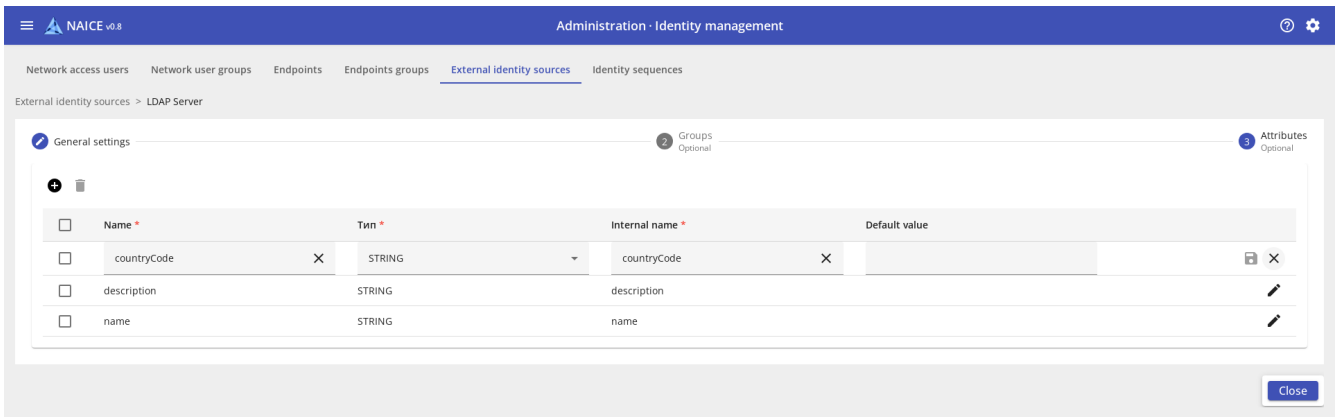 NAICE v0.8
Administration · Identity management
Network access users Network user groups Endpoints Endpoints groups External identity sources Identity sequences
External identity sources > LDAP Server
General settings
2 Groups
Optional
3 Attributes
Optional
Name * Тип * Internal name * Default value
countryCode STRING countryCode
description STRING description
name STRING name
Close